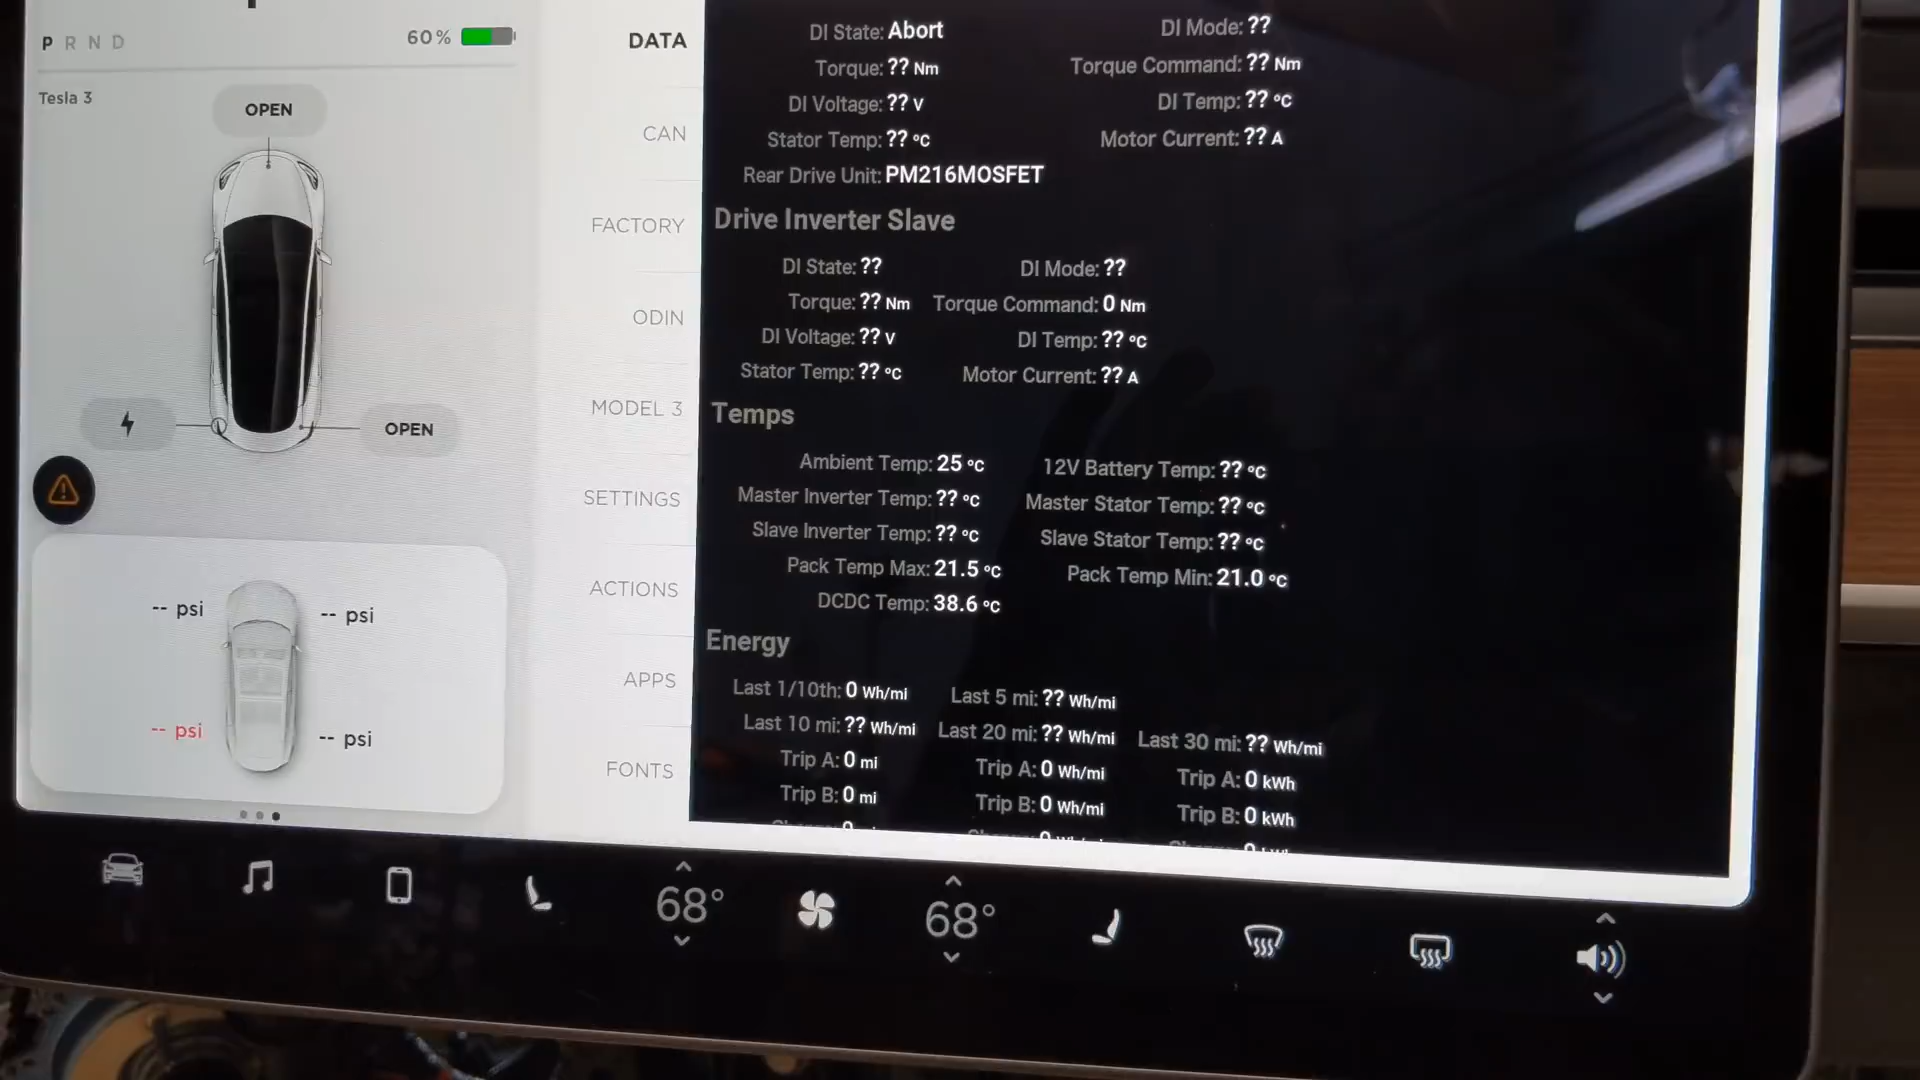 P R N D
60%
Tesla 3
OPEN
OPEN
-- psi
-- psi
-- psi
-- psi
DATA
CAN
FACTORY
ODIN
MODEL 3
SETTINGS
ACTIONS
APPS
FONTS
DI State: Abort DI Mode: ??
Torque: ?? Nm Torque Command: ?? Nm
DI Voltage: ?? V DI Temp: ?? °C
Stator Temp: ?? °C Motor Current: ?? A
Rear Drive Unit: PM216MOSFET
Drive Inverter Slave
DI State: ?? DI Mode: ??
Torque: ?? Nm Torque Command: 0 Nm
DI Voltage: ?? V DI Temp: ?? °C
Stator Temp: ?? °C Motor Current: ?? A
Temps
Ambient Temp: 25 °C 12V Battery Temp: ?? °C
Master Inverter Temp: ?? °C Master Stator Temp: ?? °C
Slave Inverter Temp: ?? °C Slave Stator Temp: ?? °C
Pack Temp Max: 21.5 °C Pack Temp Min: 21.0 °C
DCDC Temp: 38.6 °C
Energy
Last 1/10th: 0 Wh/mi Last 5 mi: ?? Wh/mi
Last 10 mi: ?? Wh/mi Last 20 mi: ?? Wh/mi Last 30 mi: ?? Wh/mi
Trip A: 0 mi Trip A: 0 Wh/mi Trip A: 0 kWh
Trip B: 0 mi Trip B: 0 Wh/mi Trip B: 0 kWh
68° 68°